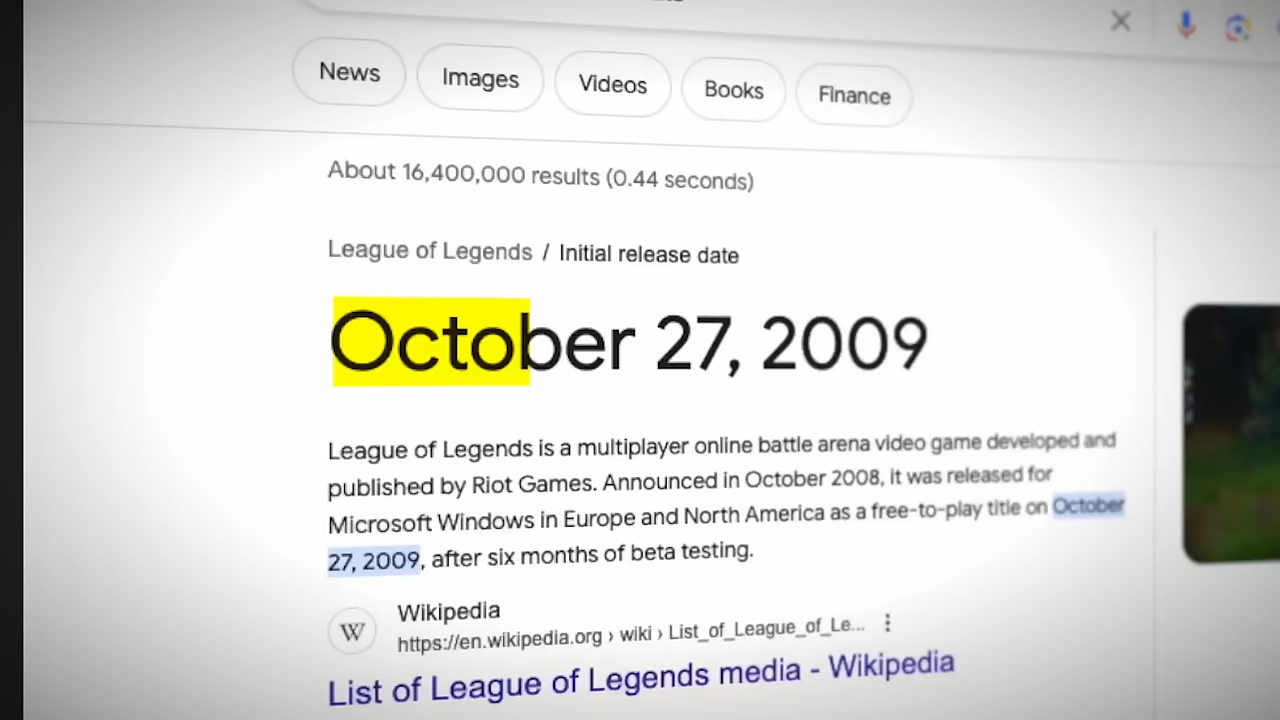 News Images Videos Books Finance
About 16,400,000 results (0.44 seconds)
League of Legends / Initial release date
October 27, 2009
League of Legends is a multiplayer online battle arena video game developed and
published by Riot Games. Announced in October 2008, it was released for
Microsoft Windows in Europe and North America as a free-to-play title on October
27, 2009, after six months of beta testing.
W
Wikipedia
https://en.wikipedia.org › wiki › List_of_League_of_Le...
List of League of Legends media - Wikipedia